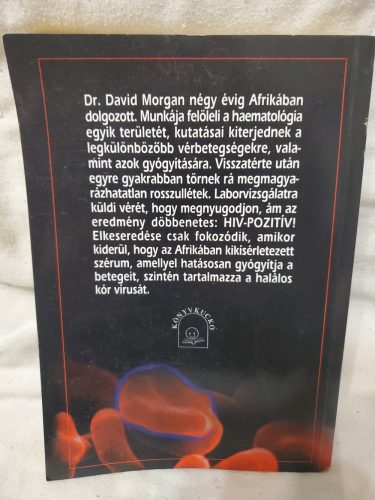 Dr. David Morgan négy évig Afrikában
dolgozott. Munkája felöleli a haematológia
egyik területét, kutatásai kiterjednek a
legkülönbözőbb vérbetegségekre, vala-
mint azok gyógyítására. Visszatérte után
egyre gyakrabban törnek rá megmagya-
rázhatatlan rosszullétek. Laborvizsgálatra
küldi vérét, hogy megnyugodjon, ám az
eredmény döbbenetes: HIV-POZITÍV!
Elkeseredése csak fokozódik, amikor
kiderül, hogy az Afrikában kikísérletezett
szérum, amellyel hatásosan gyógyítja a
betegeit, szintén tartalmazza a halálos
kór vírusát.
KÖNYVKUCKÓ